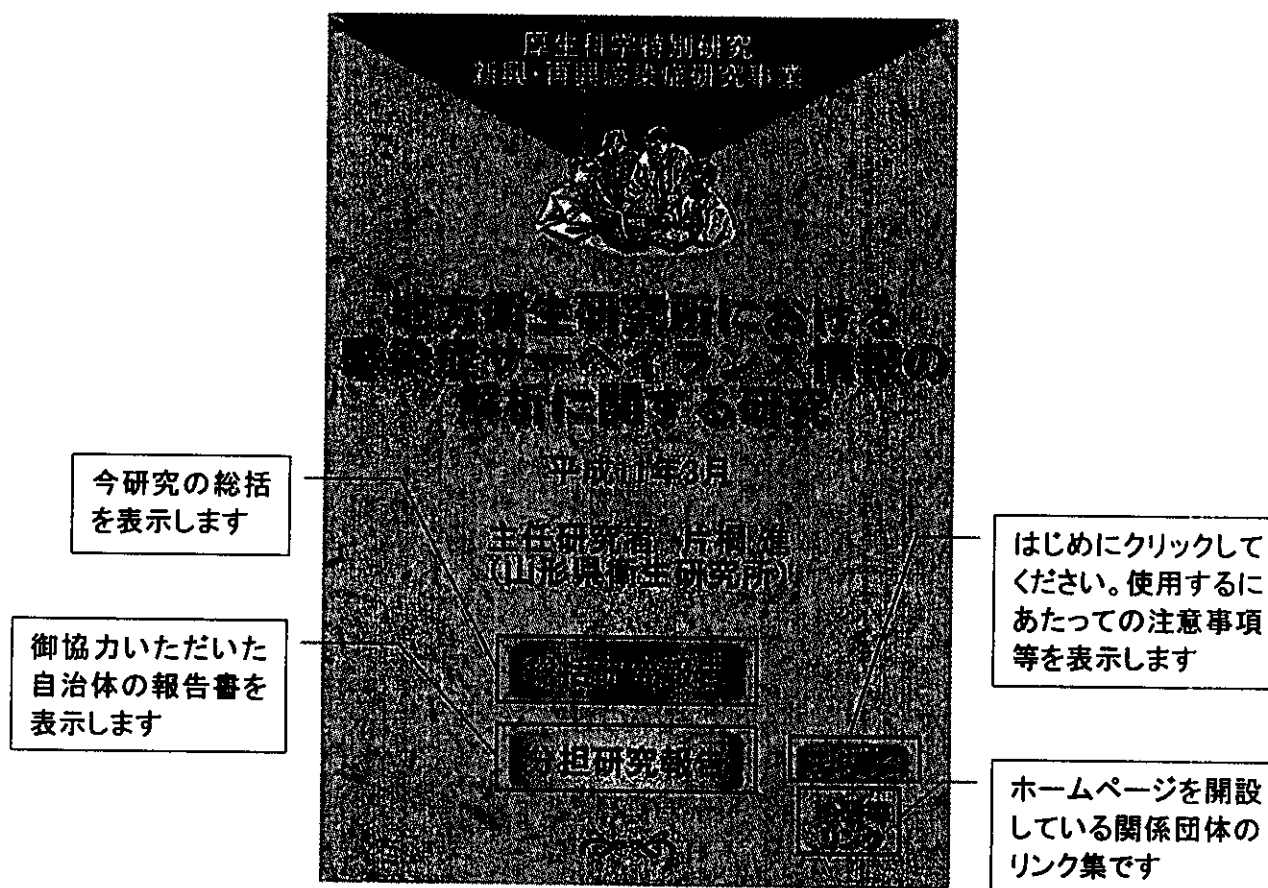 厚生科学特別研究
新興・再興感染症研究事業
地方衛生研究所における
感染症サーベイランス情報の
解析に関する研究
平成11年3月
主任研究者 片桐 進
(山形県衛生研究所)
分担研究報告
今研究の総括
を表示します
御協力いただいた
自治体の報告書を
表示します
はじめにクリックして
ください。使用するに
あたっての注意事項
等を表示します
ホームページを開設
している関係団体の
リンク集です